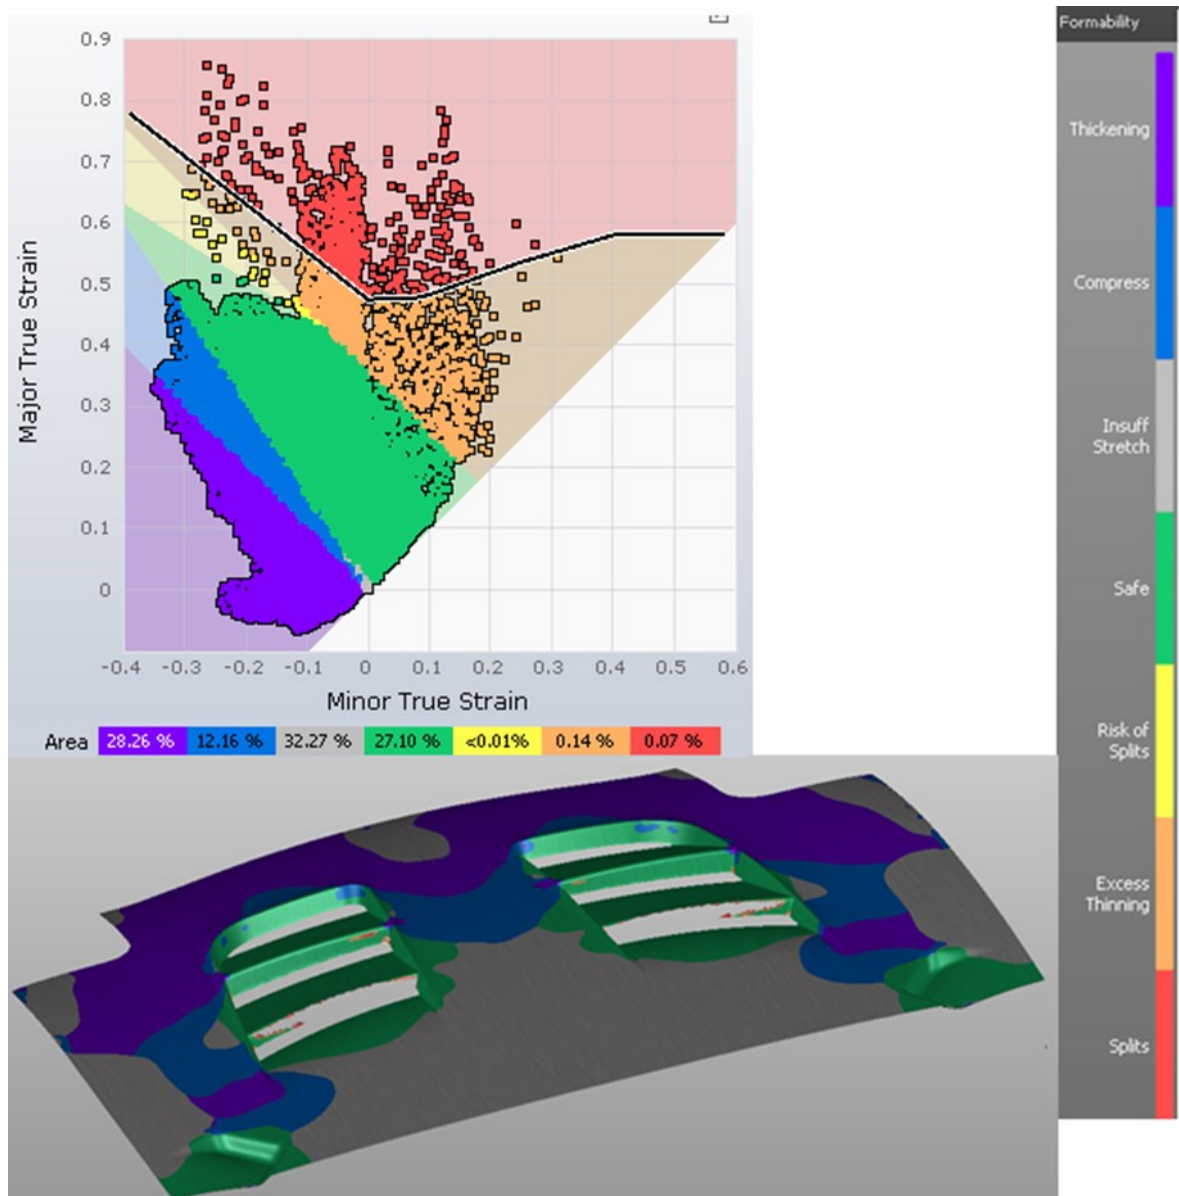 Formability
0.9
0.8
0.7
0.6
0.5
0.4
0.3
0.2
0.1
0
Major True Strain
-0.4 -0.3 -0.2 -0.1 0 0.1 0.2 0.3 0.4 0.5 0.6
Minor True Strain
Area 28.26 % 12.16 % 32.27 % 27.10 % <0.01% 0.14 % 0.07 %
Thickening
Compress
Insuff
Stretch
Safe
Risk of
Splits
Excess
Thinning
Splits